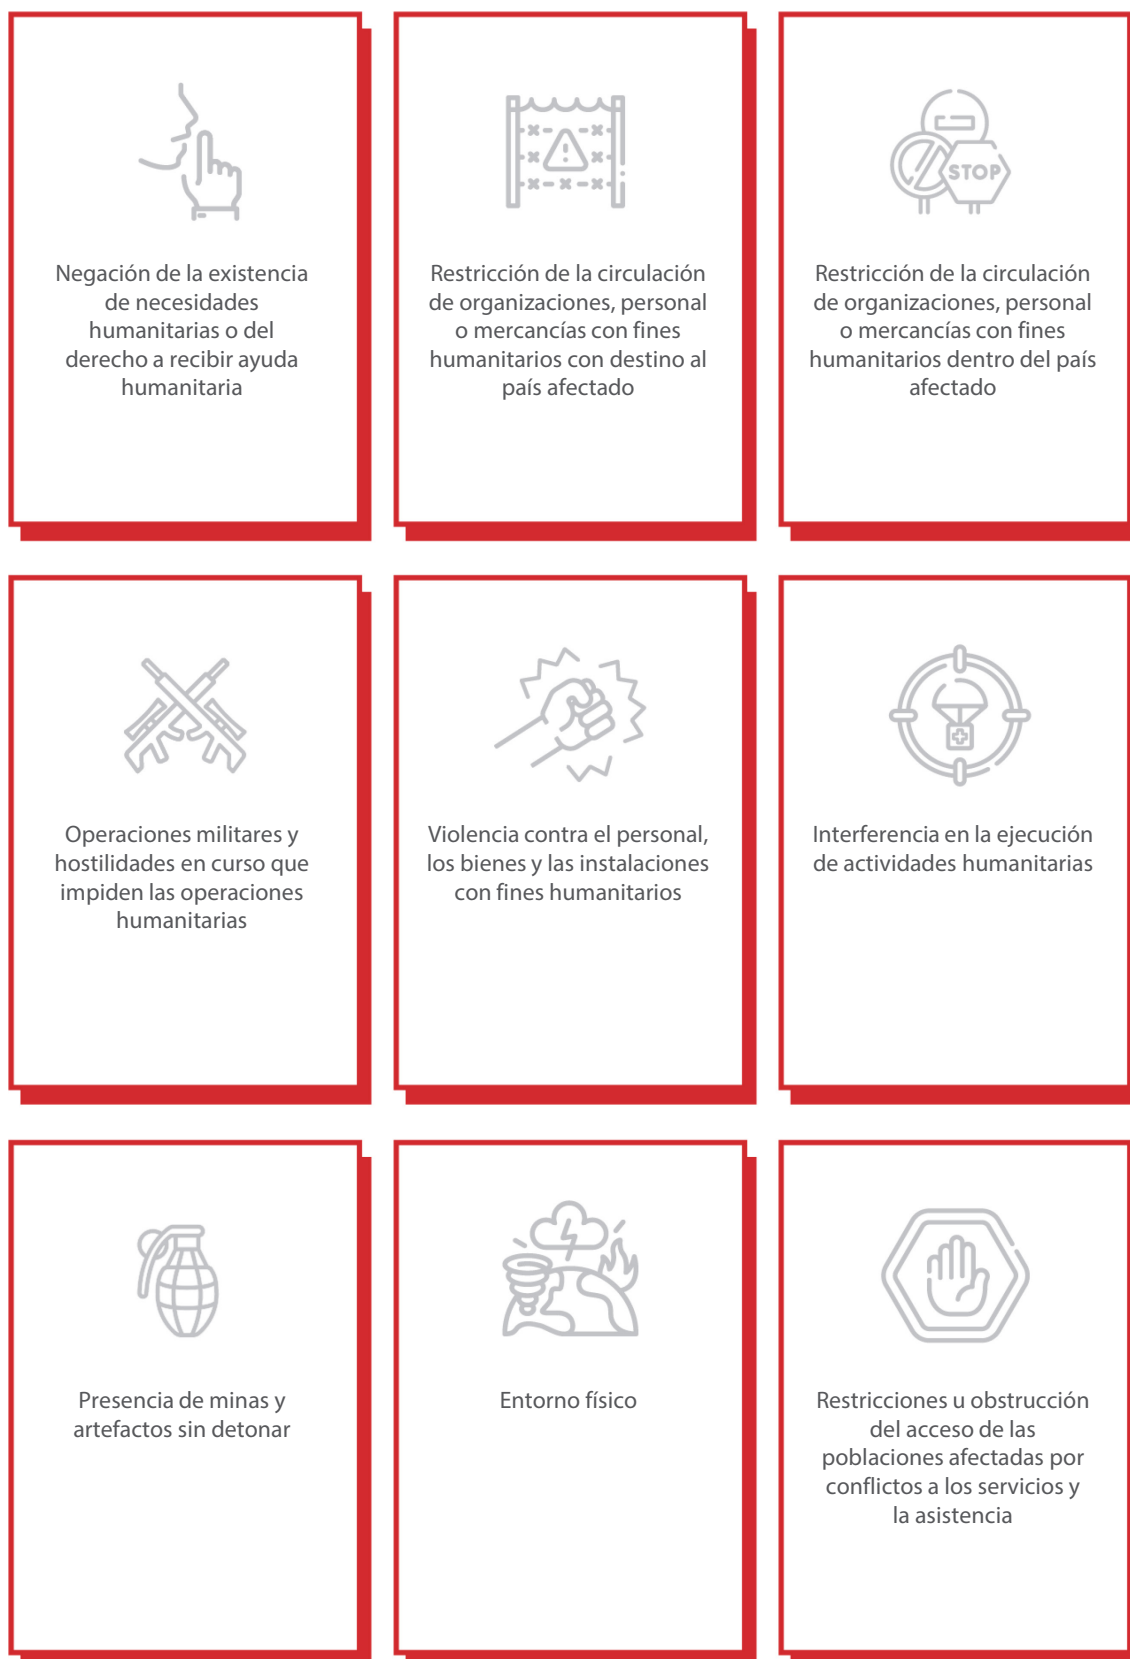 Negación de la existencia
de necesidades
humanitarias o del
derecho a recibir ayuda
humanitaria
Restricción de la circulación
de organizaciones, personal
o mercancías con fines
humanitarios con destino al
país afectado
STOP
Restricción de la circulación
de organizaciones, personal
o mercancías con fines
humanitarios dentro del país
afectado
Operaciones militares y
hostilidades en curso que
impiden las operaciones
humanitarias
Violencia contra el personal,
los bienes y las instalaciones
con fines humanitarios
Interferencia en la ejecución
de actividades humanitarias
Presencia de minas y
artefactos sin detonar
Entorno físico
Restricciones u obstrucción
del acceso de las
poblaciones afectadas por
conflictos a los servicios y
la asistencia